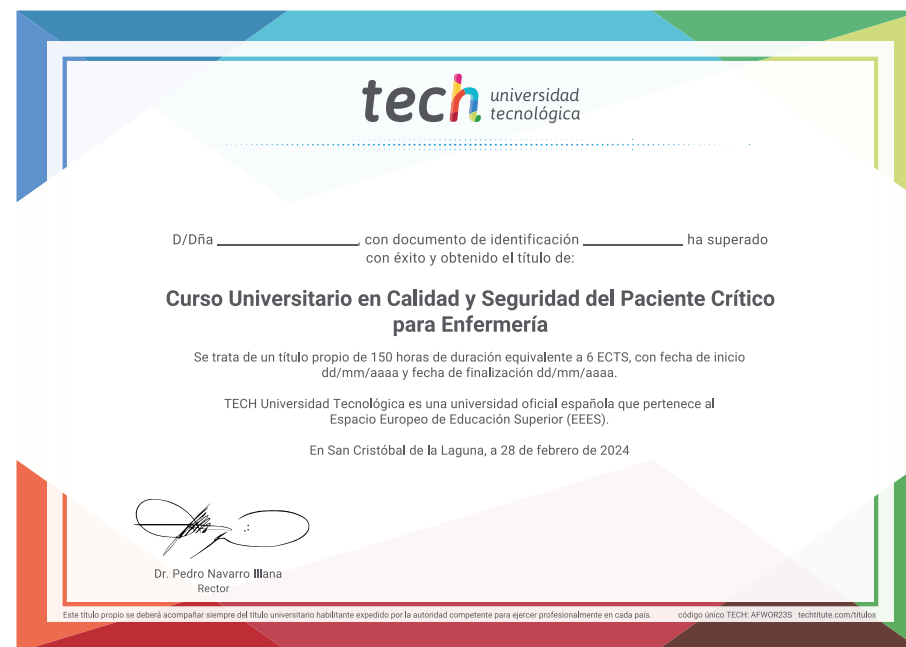 tech universidad
tecnológica
D/Dña ____________________, con documento de identificación ______________ ha superado
con éxito y obtenido el título de:
Curso Universitario en Calidad y Seguridad del Paciente Crítico
para Enfermería
Se trata de un título propio de 150 horas de duración equivalente a 6 ECTS, con fecha de inicio
dd/mm/aaaa y fecha de finalización dd/mm/aaaa.
TECH Universidad Tecnológica es una universidad oficial española que pertenece al
Espacio Europeo de Educación Superior (EEES).
En San Cristóbal de la Laguna, a 28 de febrero de 2024
Dr. Pedro Navarro Illana
Rector
Este título propio se deberá acompañar siempre del título universitario habilitante expedido por la autoridad competente para ejercer profesionalmente en cada país. código único TECH: AFWOR23S techtitute.com/titulos